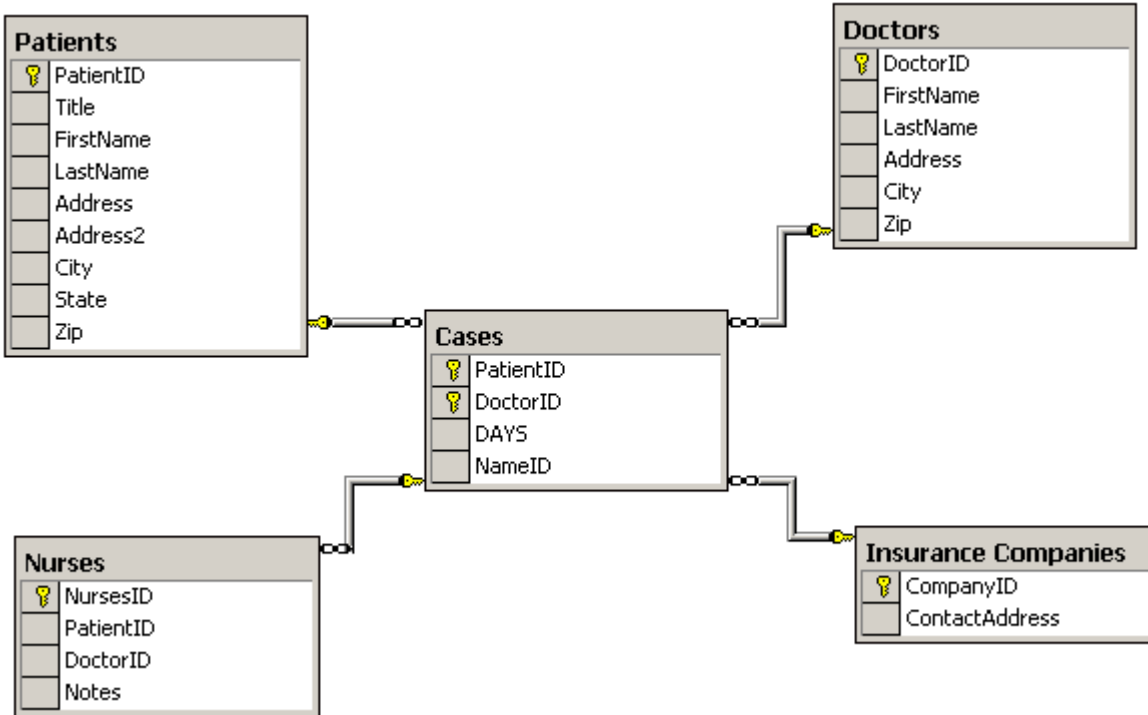 Patients
PatientID
Title
FirstName
LastName
Address
Address2
City
State
Zip
Doctors
DoctorID
FirstName
LastName
Address
City
Zip
Cases
PatientID
DoctorID
DAYS
NameID
Nurses
NursesID
PatientID
DoctorID
Notes
Insurance Companies
CompanyID
ContactAddress